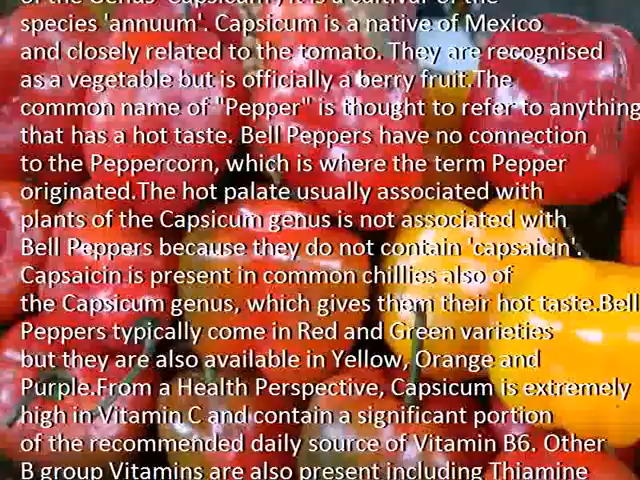 of the Genus 'Capsicum', it is a cultivar of the
species 'annuum'. Capsicum is a native of Mexico
and closely related to the tomato. They are recognised
as a vegetable but is officially a berry fruit.The
common name of "Pepper" is thought to refer to anything
that has a hot taste. Bell Peppers have no connection
to the Peppercorn, which is where the term Pepper
originated.The hot palate usually associated with
plants of the Capsicum genus is not associated with
Bell Peppers because they do not contain 'capsaicin'.
Capsaicin is present in common chillies also of
the Capsicum genus, which gives them their hot taste.Bell
Peppers typically come in Red and Green varieties
but they are also available in Yellow, Orange and
Purple.From a Health Perspective, Capsicum is extremely
high in Vitamin C and contain a significant portion
of the recommended daily source of Vitamin B6. Other
B group Vitamins are also present including Thiamine